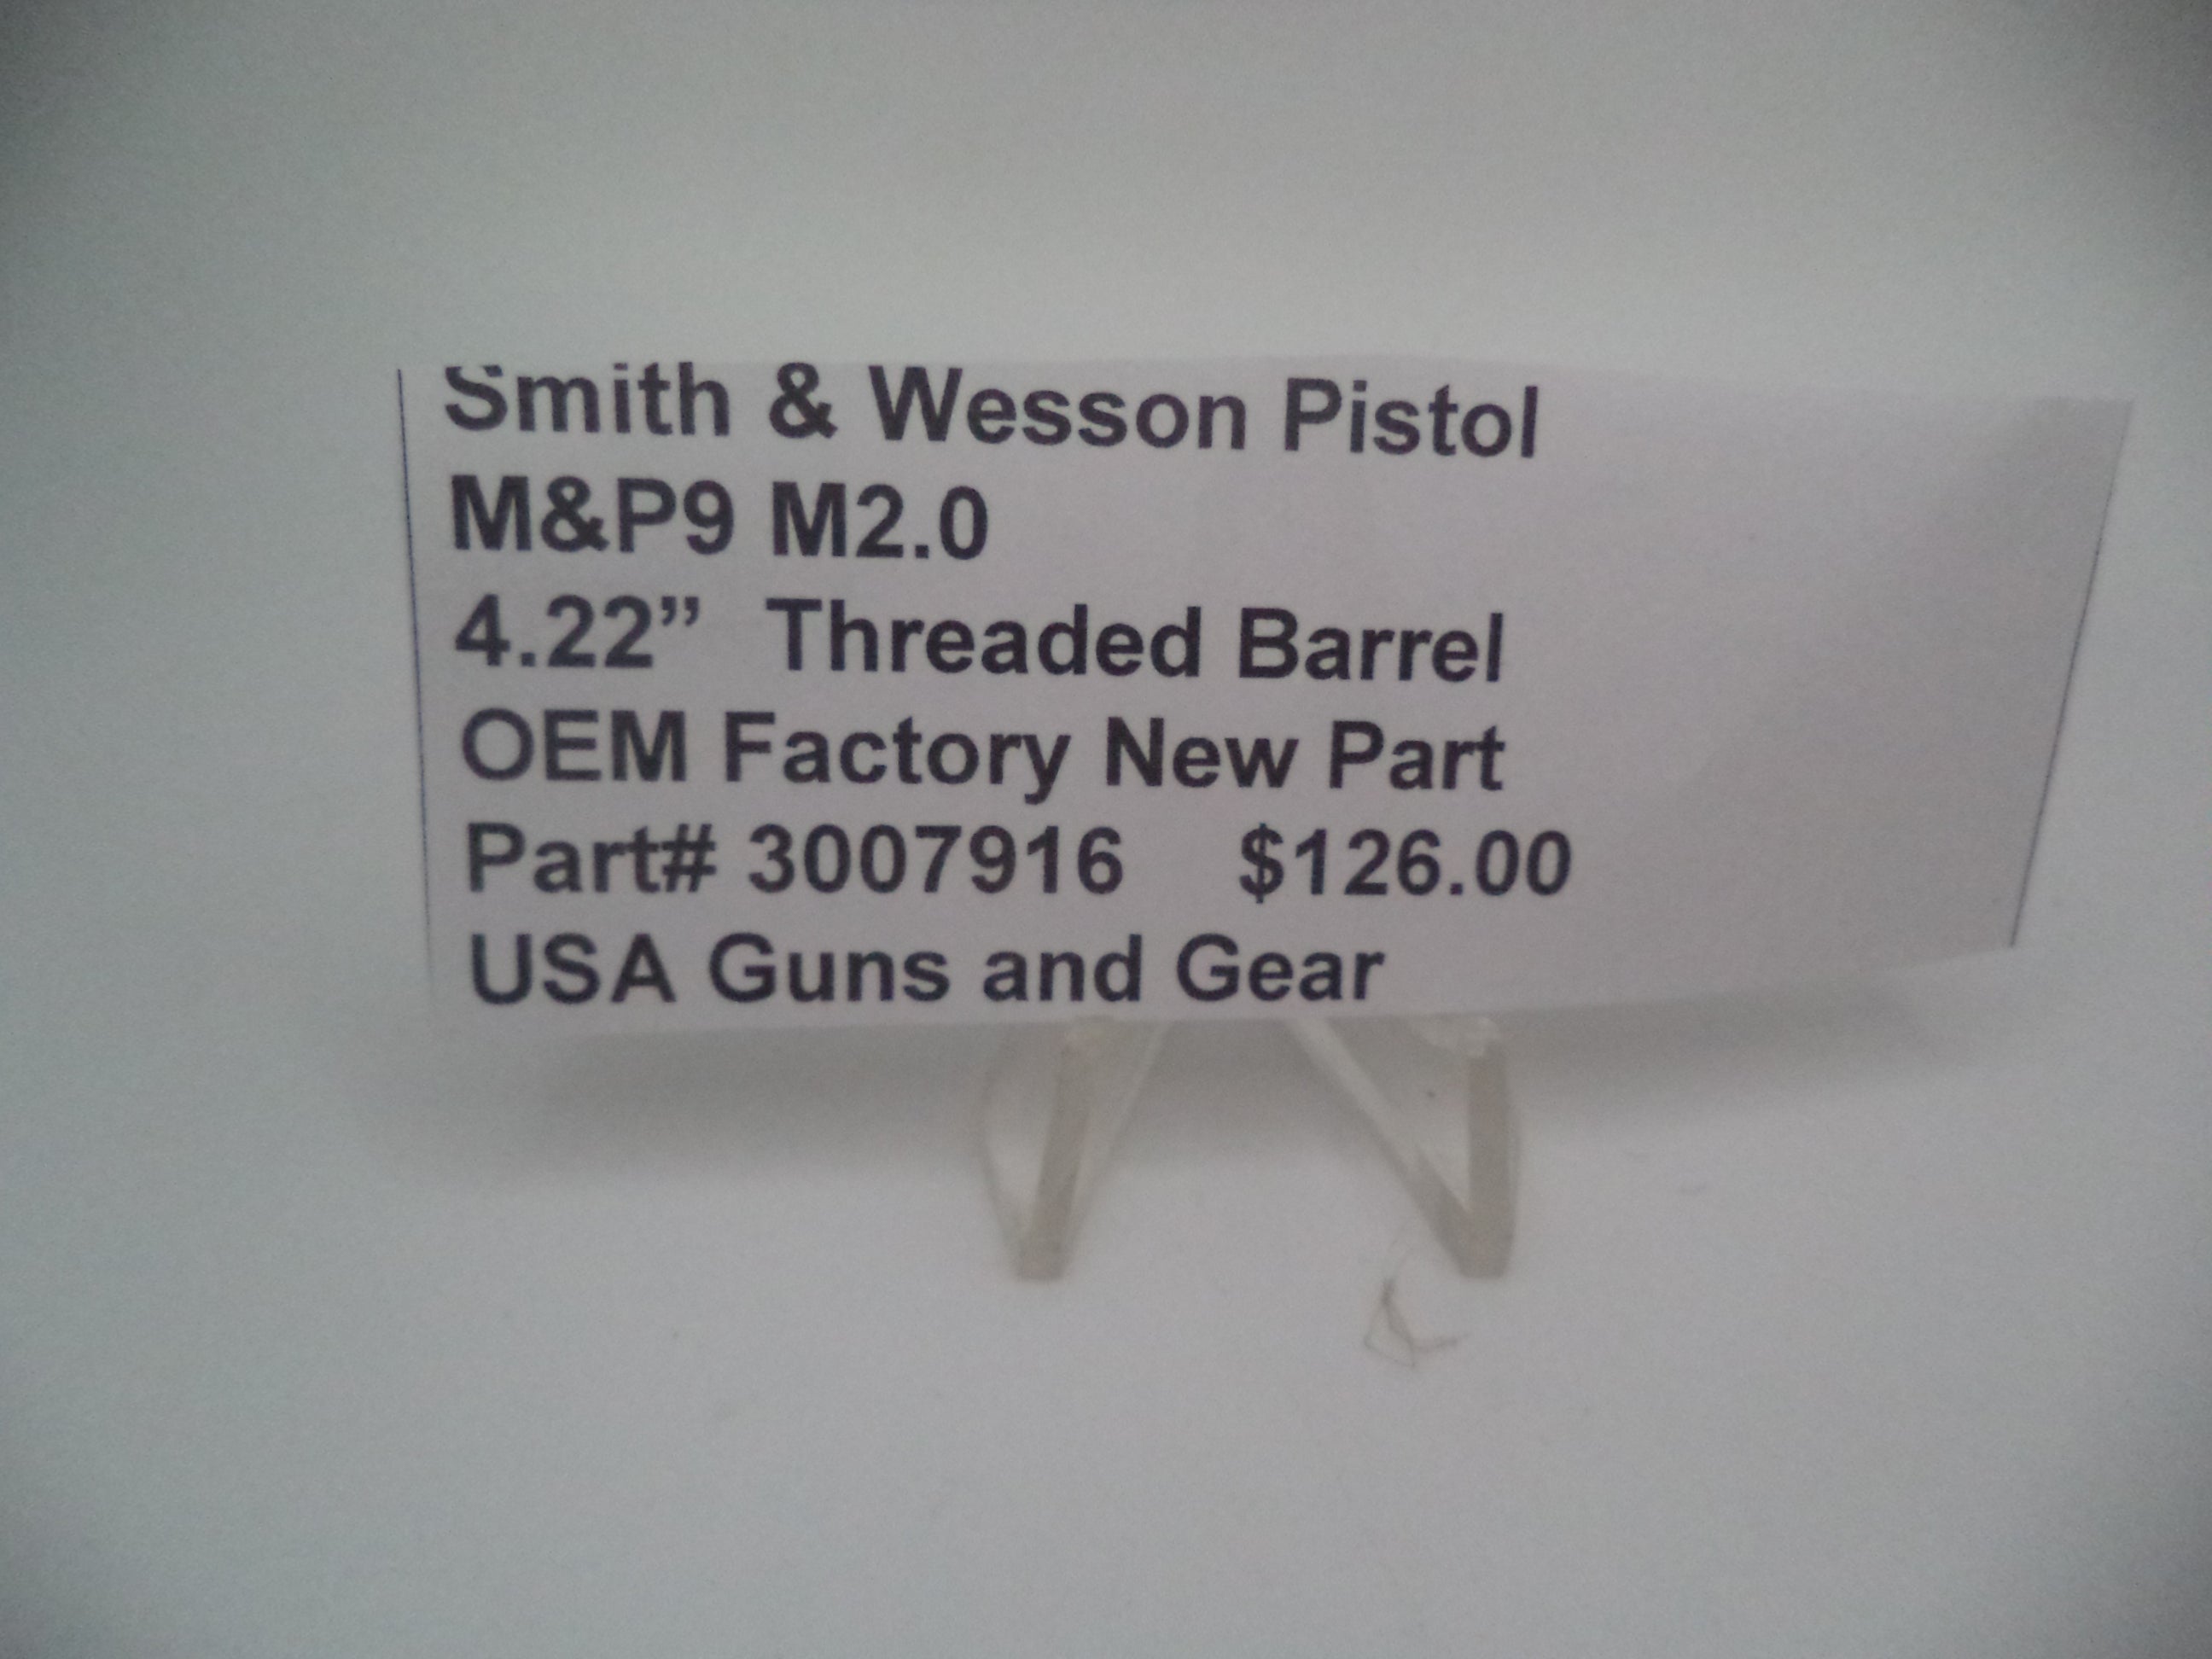 Smith & Wesson Pistol
M&P9 M2.0
4.22” Threaded Barrel
OEM Factory New Part
Part# 3007916 $126.00
USA Guns and Gear